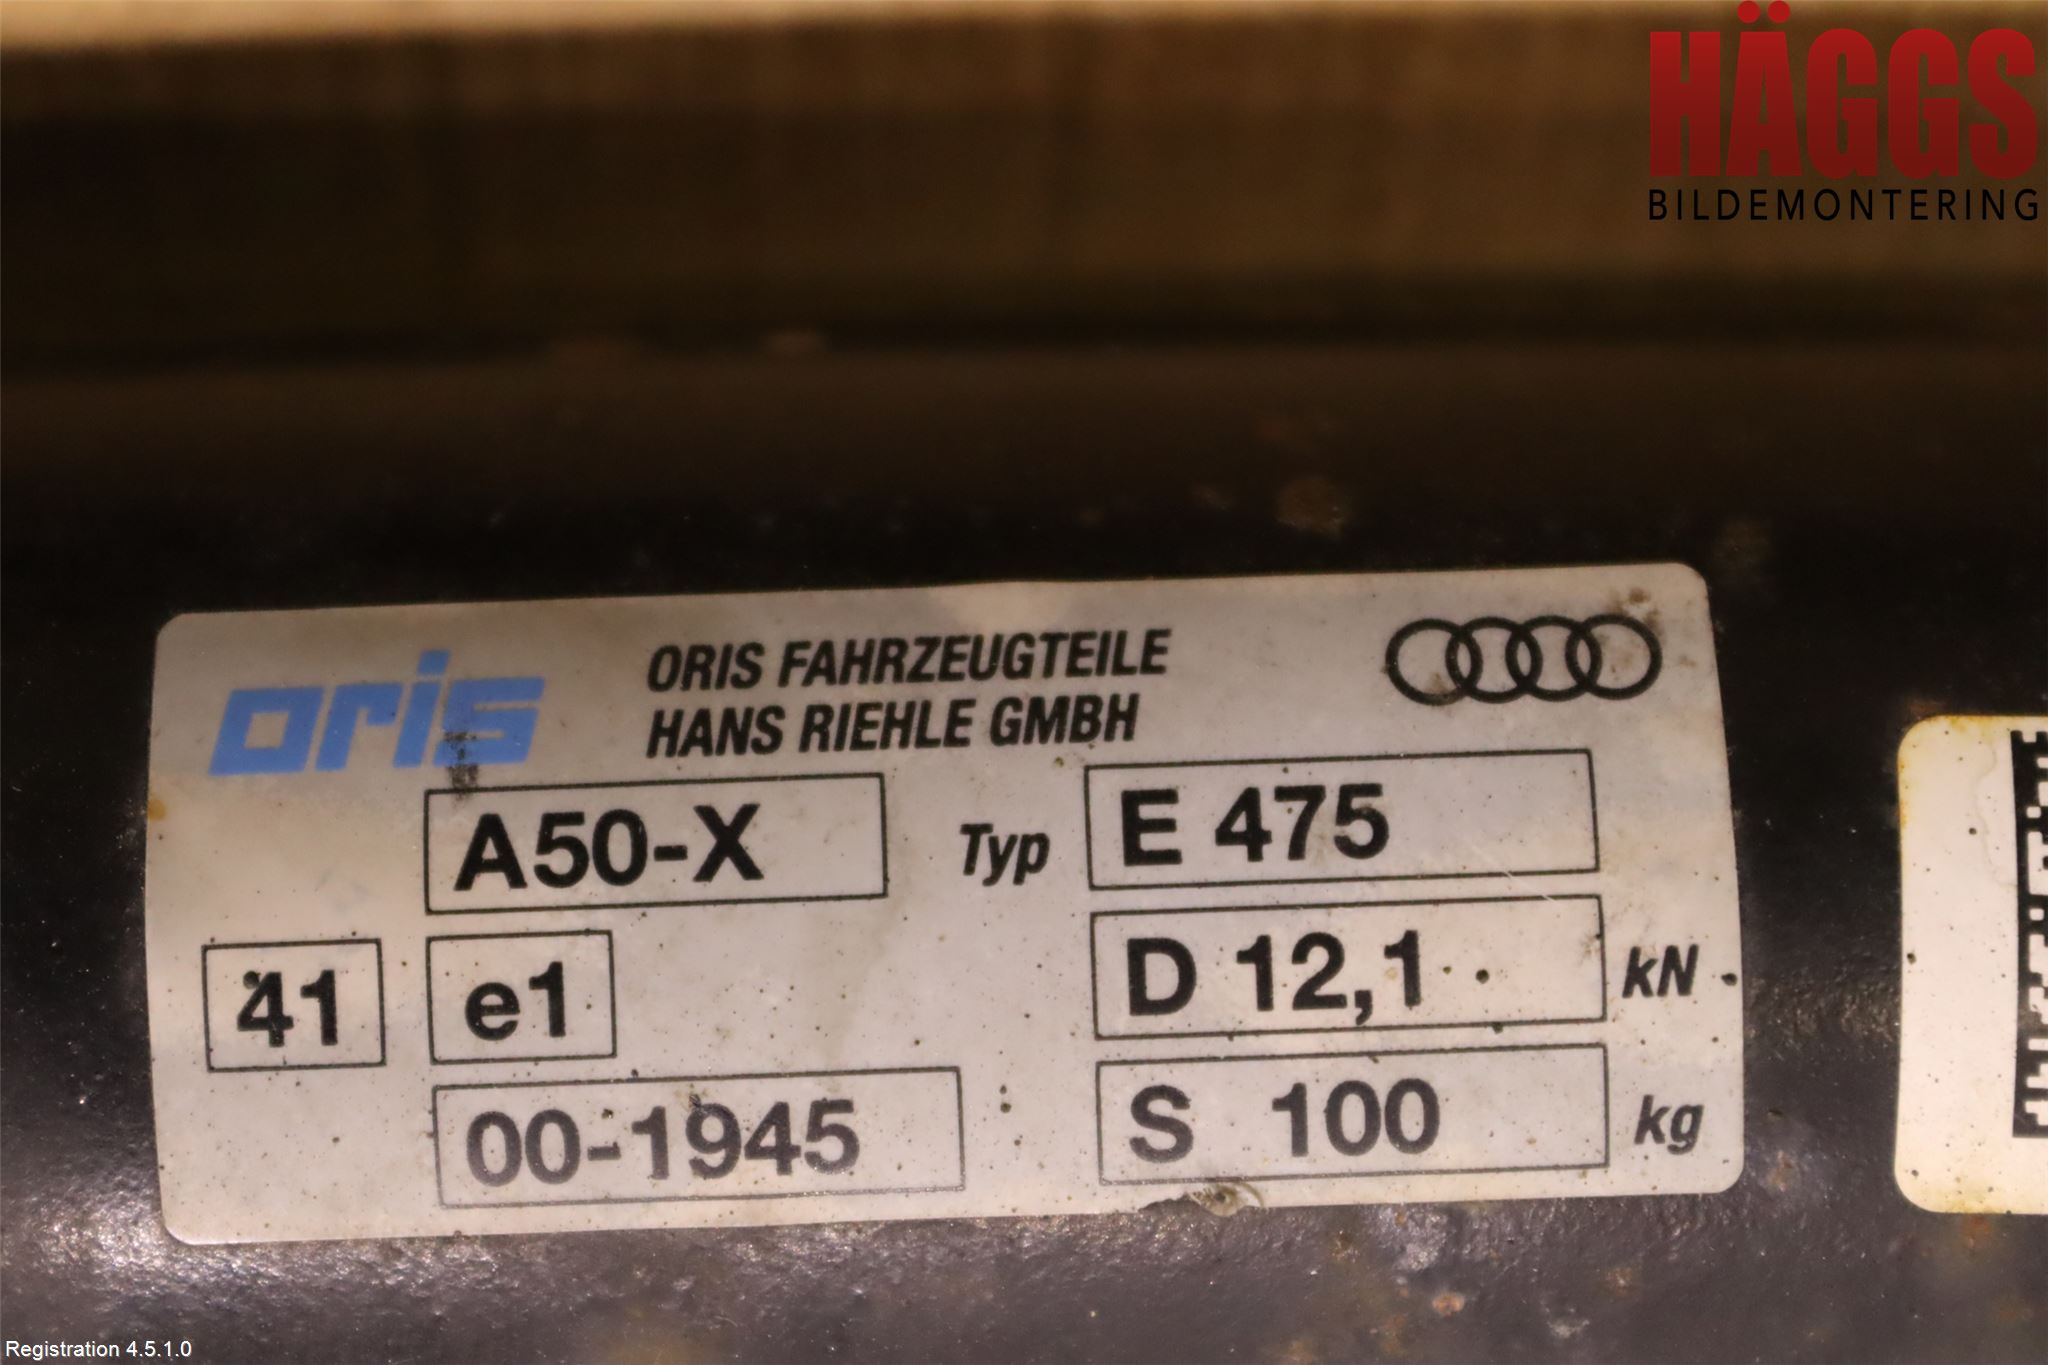 HÄGGS
BILDEMONTERING
oris
ORIS FAHRZEUGTEILE
HANS RIEHLE GMBH
A50-X
Typ E 475
41 e1
D 12,1 kN
00-1945
S 100 kg
Registration 4.5.1.0